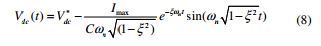 V_dc(t) = V*_dc − I_max / (Cω_n√(1−ξ²)) e^(−ξω_n t) sin(ω_n√(1−ξ²) t) (8)